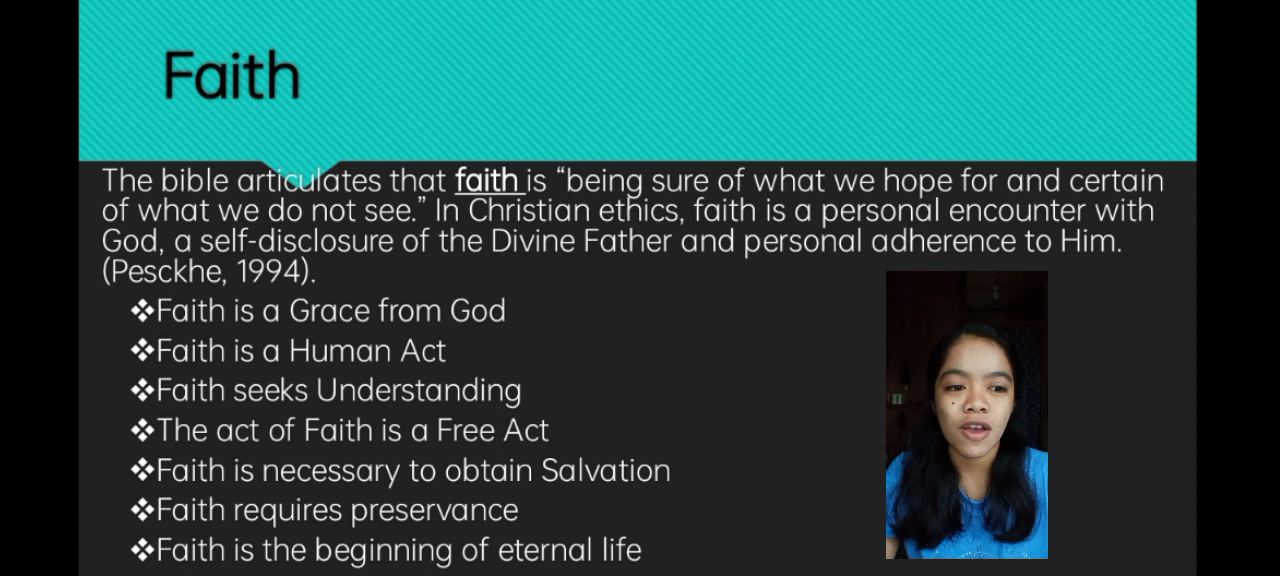 Faith
The bible articulates that faith is “being sure of what we hope for and certain
of what we do not see.” In Christian ethics, faith is a personal encounter with
God, a self-disclosure of the Divine Father and personal adherence to Him.
(Pesckhe, 1994).
❖Faith is a Grace from God
❖Faith is a Human Act
❖Faith seeks Understanding
❖The act of Faith is a Free Act
❖Faith is necessary to obtain Salvation
❖Faith requires preservance
❖Faith is the beginning of eternal life